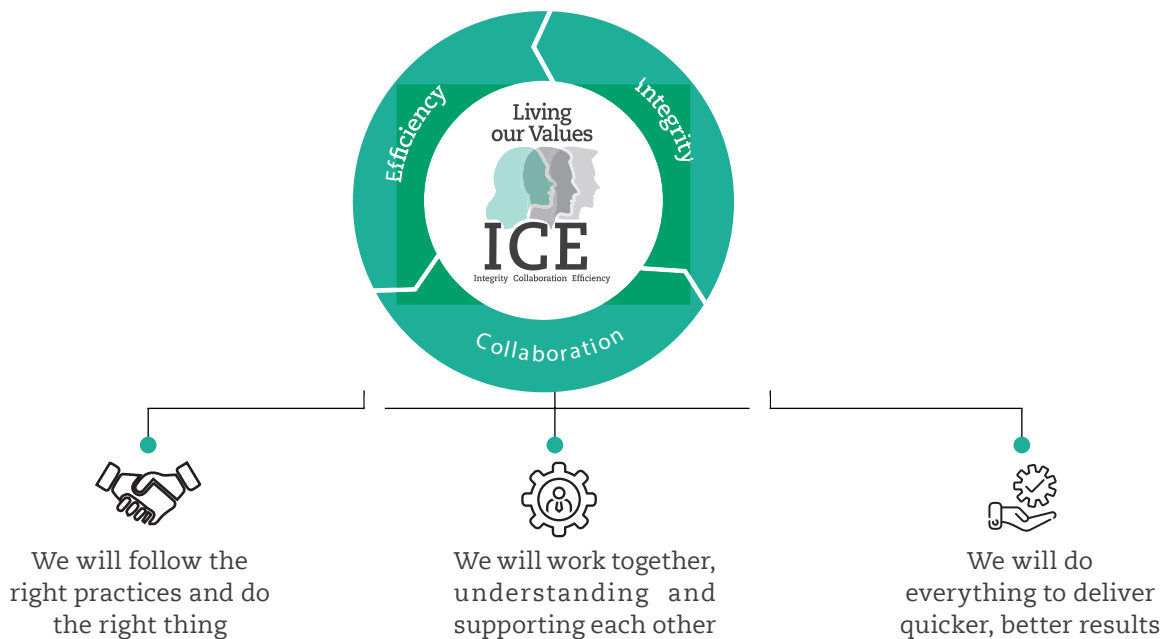 Efficiency
Integrity
Living
our Values
ICE
Integrity Collaboration Efficiency
Collaboration
We will follow the
right practices and do
the right thing
We will work together,
understanding and
supporting each other
We will do
everything to deliver
quicker, better results